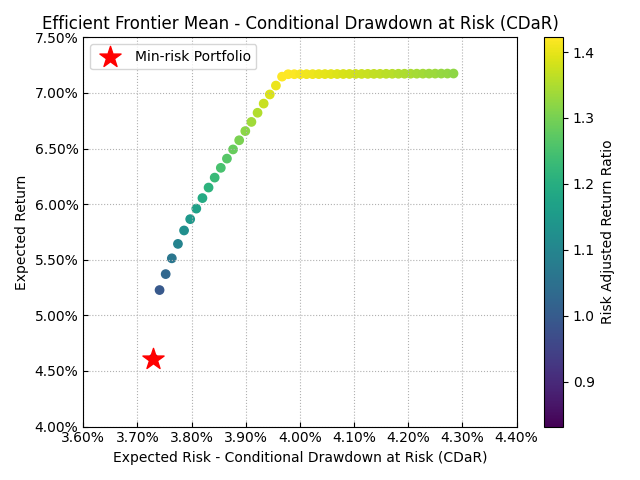 Efficient Frontier Mean - Conditional Drawdown at Risk (CDaR)
Min-risk Portfolio
7.50%
7.00%
6.50%
6.00%
5.50%
5.00%
4.50%
4.00%
Expected Return
3.60% 3.70% 3.80% 3.90% 4.00% 4.10% 4.20% 4.30% 4.40%
Expected Risk - Conditional Drawdown at Risk (CDaR)
1.4
1.3
1.2
1.1
1.0
0.9
Risk Adjusted Return Ratio